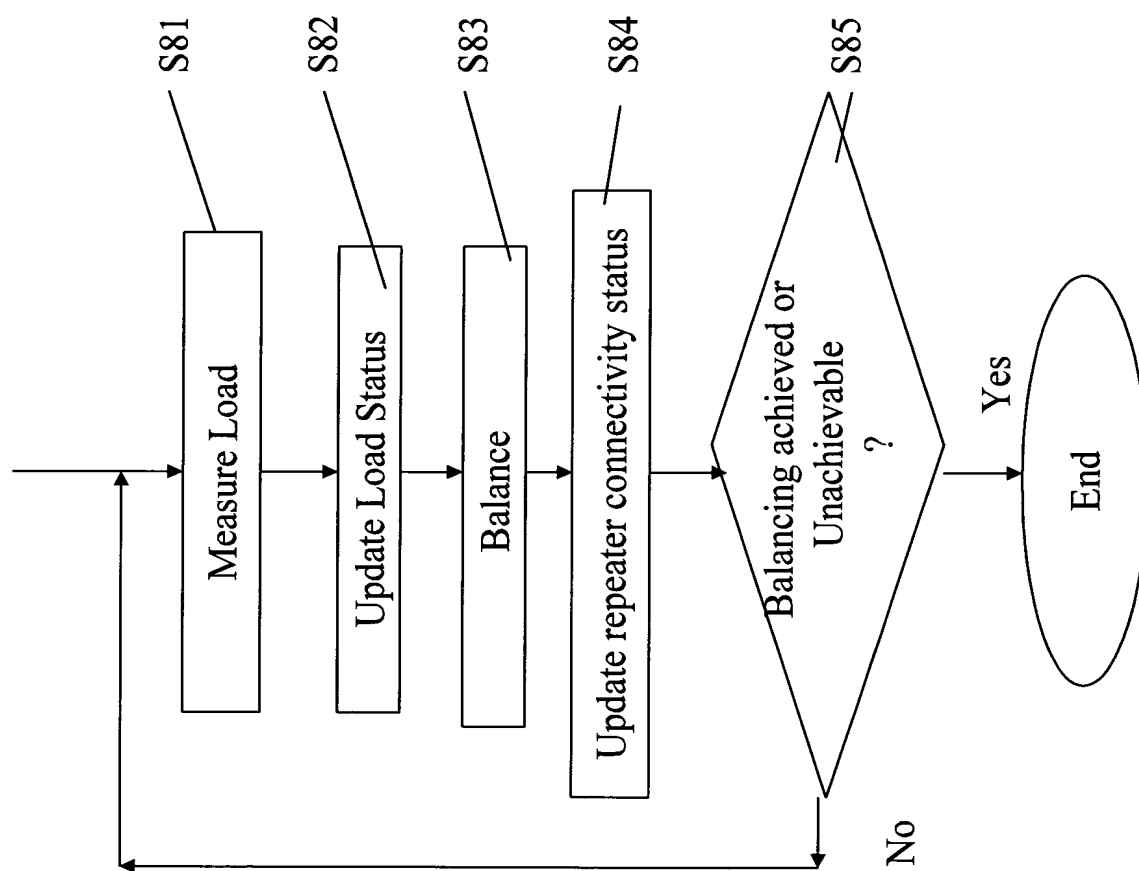 S81
Measure Load
S82
Update Load Status
S83
Balance
S84
Update repeater connectivity status
S85
Balancing achieved or
Unachievable
?
No
Yes
End